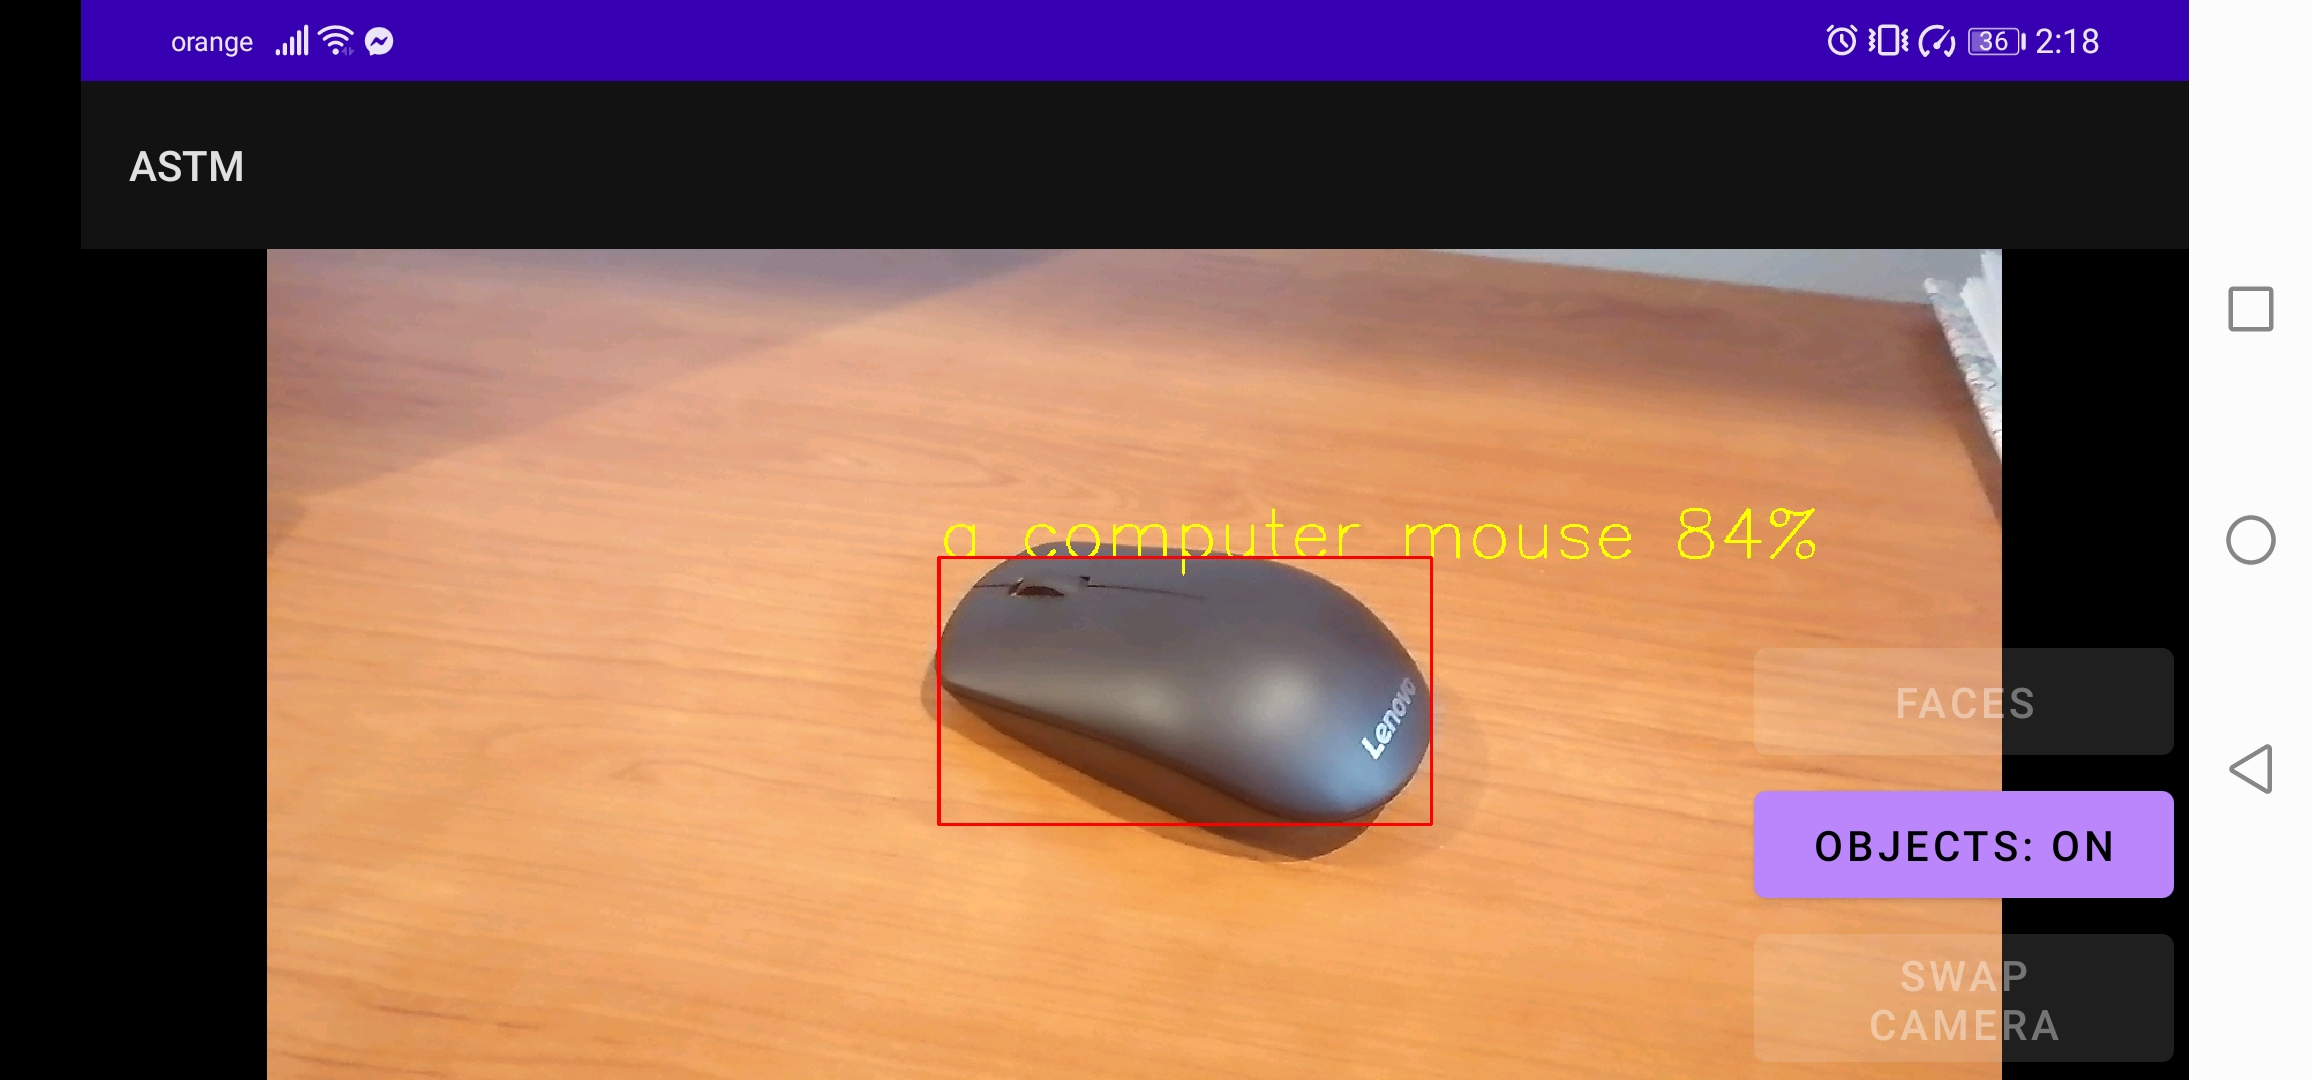 orange 36 2:18
ASTM
a computer mouse 84%
Lenovo
FACES
OBJECTS: ON
SWAP
CAMERA